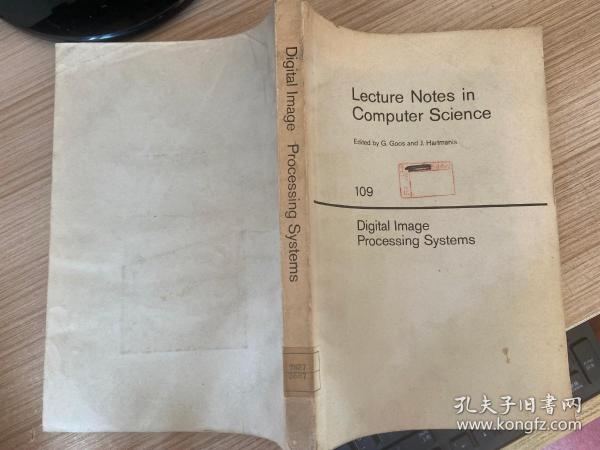 Lecture Notes in
Computer Science
Edited by G. Goos and J. Hartmanis
109
Digital Image
Processing Systems
Digital Image Processing Systems
孔夫子旧书网
www.kongfz.com